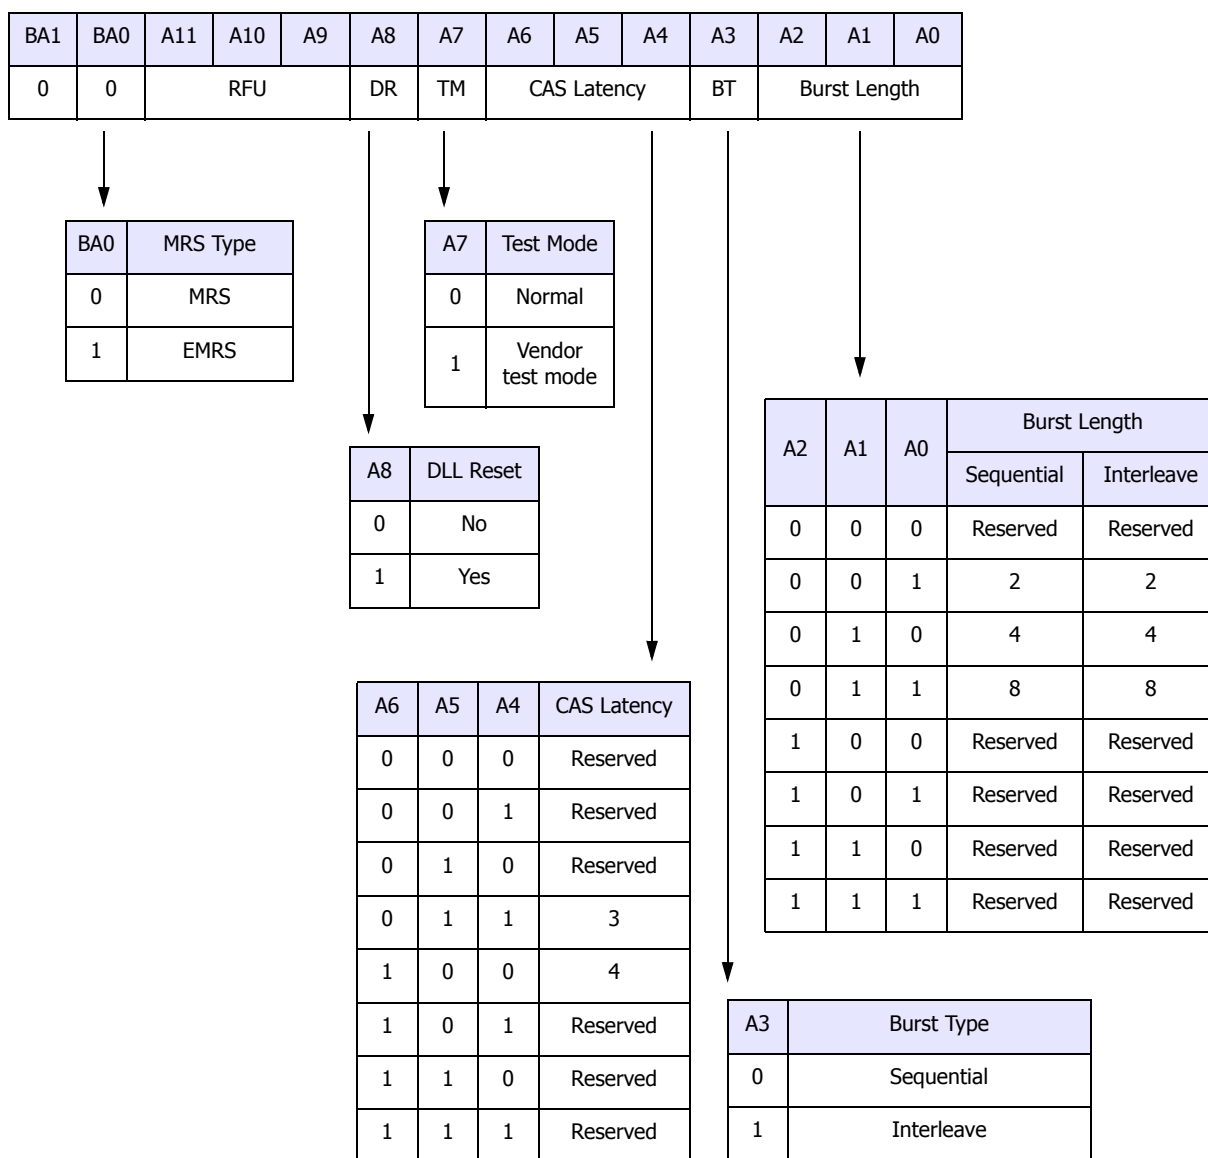 BA1 BA0 A11 A10 A9 A8 A7 A6 A5 A4 A3 A2 A1 A0
0 0 RFU DR TM CAS Latency BT Burst Length
BA0 MRS Type
0 MRS
1 EMRS
A7 Test Mode
0 Normal
1 Vendor
test mode
A8 DLL Reset
0 No
1 Yes
A2 A1 A0 Burst Length
Sequential Interleave
0 0 0 Reserved Reserved
0 0 1 2 2
0 1 0 4 4
0 1 1 8 8
1 0 0 Reserved Reserved
1 0 1 Reserved Reserved
1 1 0 Reserved Reserved
1 1 1 Reserved Reserved
A6 A5 A4 CAS Latency
0 0 0 Reserved
0 0 1 Reserved
0 1 0 Reserved
0 1 1 3
1 0 0 4
1 0 1 Reserved
1 1 0 Reserved
1 1 1 Reserved
A3 Burst Type
0 Sequential
1 Interleave